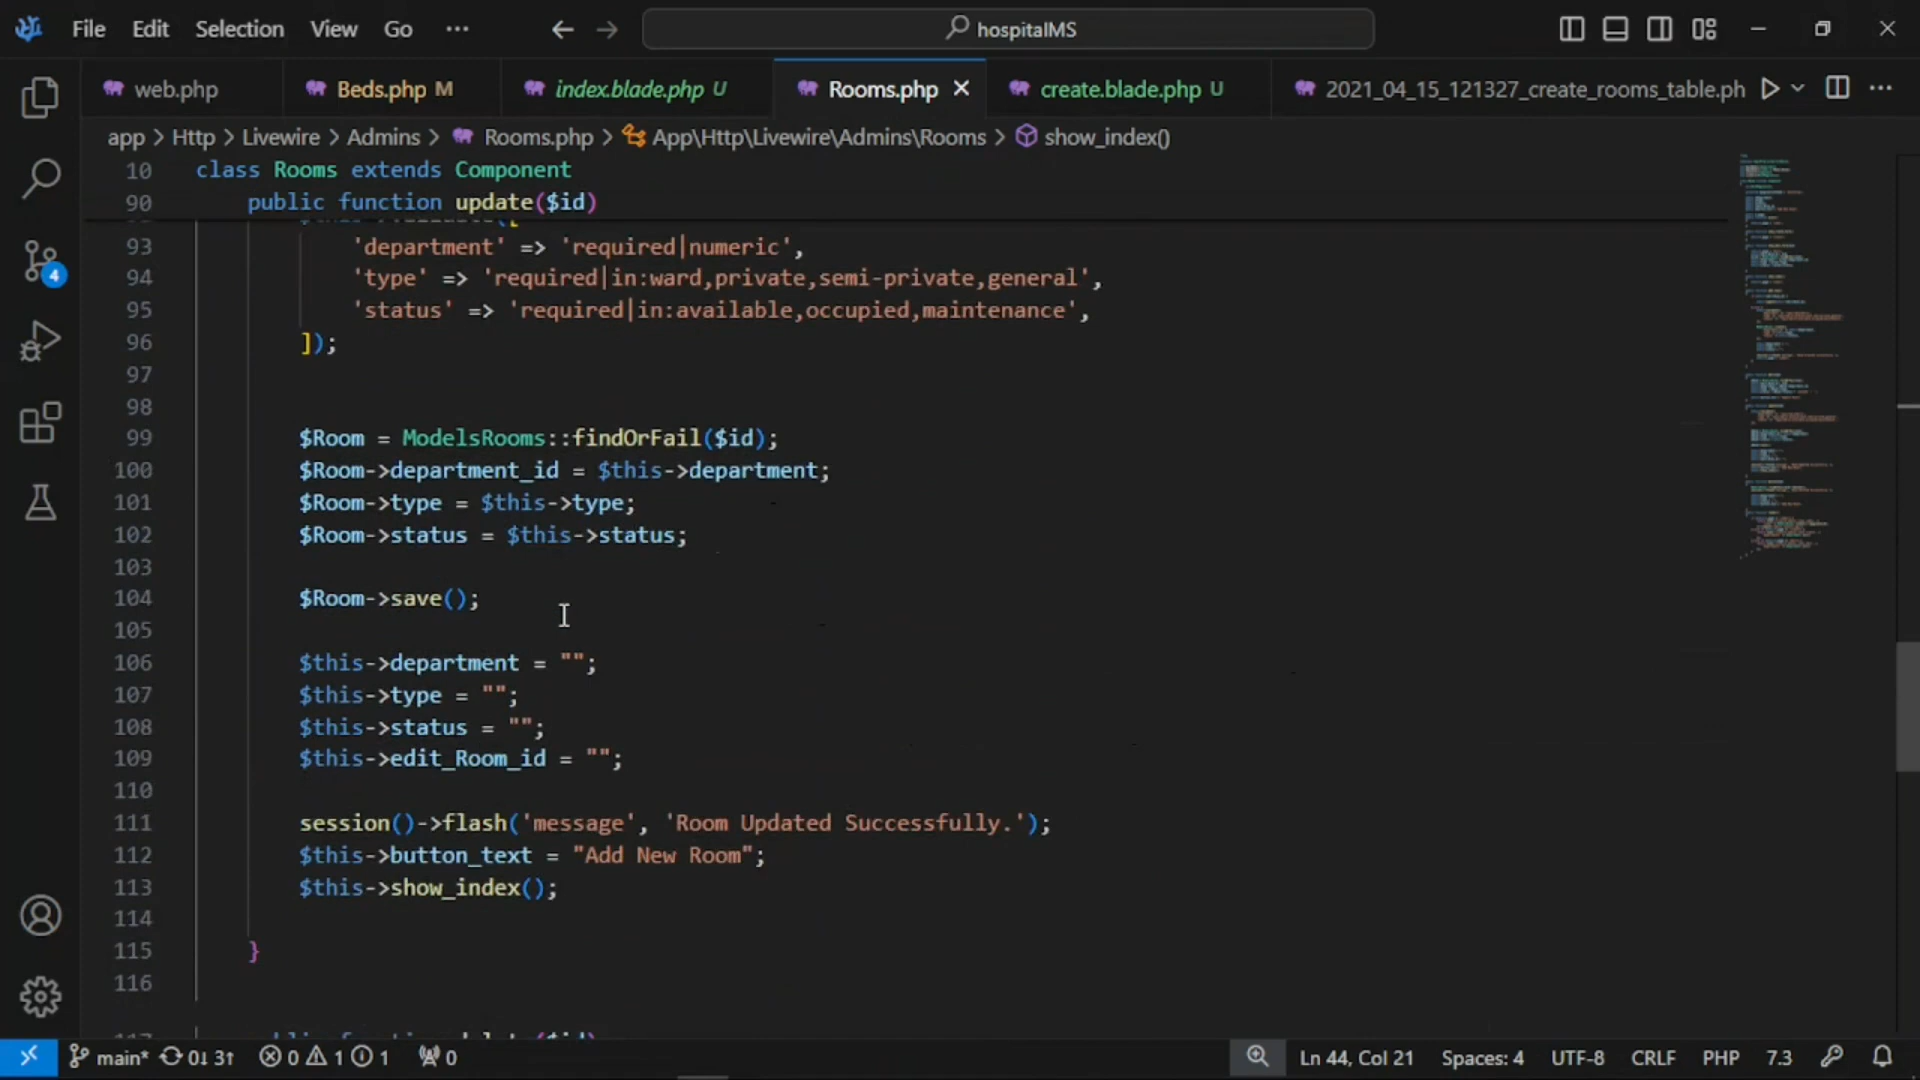 File Edit Selection View Go ··· hospitalMS
web.php Beds.php M index.blade.php U Rooms.php create.blade.php U 2021_04_15_121327_create_rooms_table.ph
app > Http > Livewire > Admins > Rooms.php > App\Http\Livewire\Admins\Rooms > show_index()
10 class Rooms extends Component
90 public function update($id)
93 'department' => 'required|numeric',
94 'type' => 'required|in:ward,private,semi-private,general',
95 'status' => 'required|in:available,occupied,maintenance',
96 ]);
97
98
99 $Room = ModelsRooms::findOrFail($id);
100 $Room->department_id = $this->department;
101 $Room->type = $this->type;
102 $Room->status = $this->status;
103
104 $Room->save();
105
106 $this->department = "";
107 $this->type = "";
108 $this->status = "";
109 $this->edit_Room_id = "";
110
111 session()->flash('message', 'Room Updated Successfully.');
112 $this->button_text = "Add New Room";
113 $this->show_index();
114
115 }
116
4
main* 0↓ 3↑ 0 1 1 0 Ln 44, Col 21 Spaces: 4 UTF-8 CRLF PHP 7.3